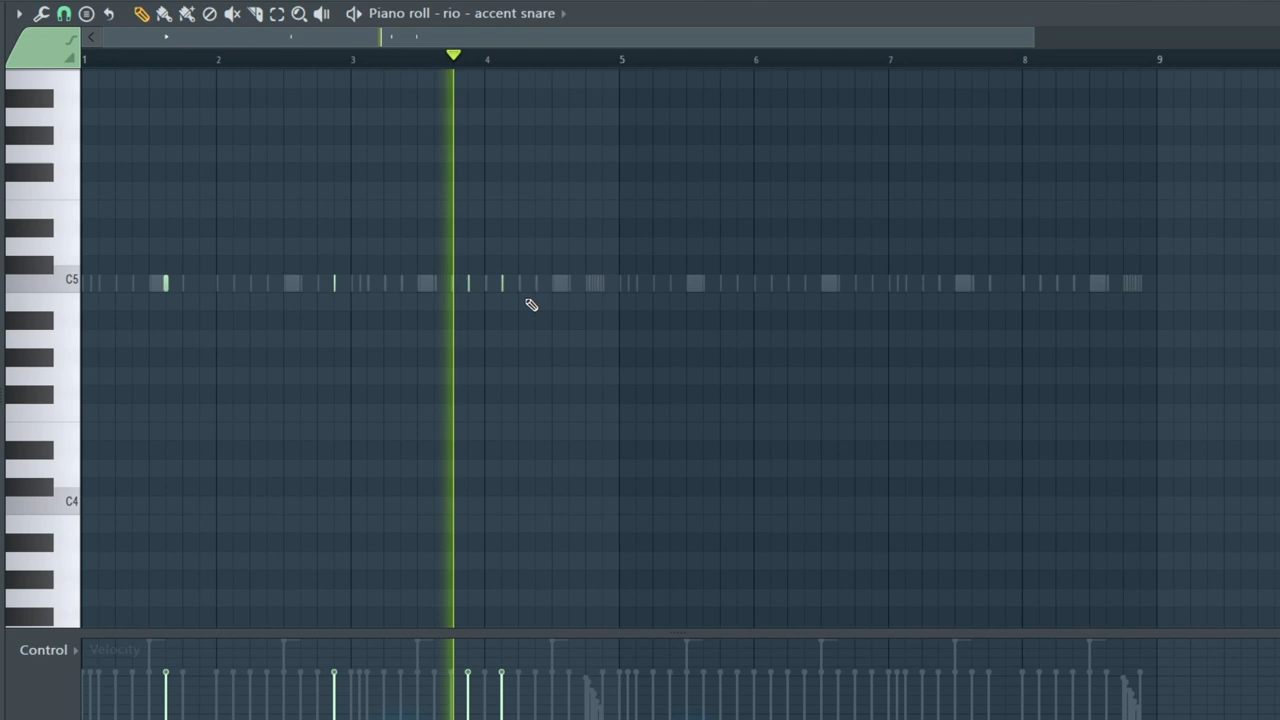 Piano roll - rio - accent snare
1 2 3 4 5 6 7 8 9
C5
C4
Control Velocity